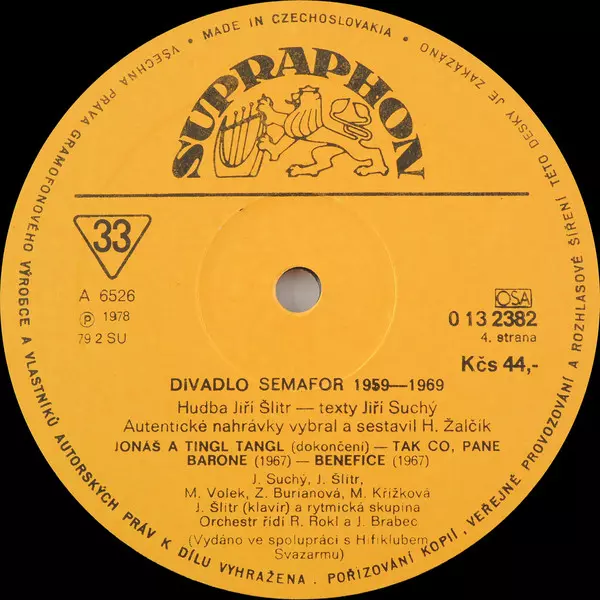 MADE IN CZECHOSLOVAKIA •
VŠECHNA PRÁVA GRAMOFONOVÉHO VÝROBCE A VLASTNÍKŮ AUTORSKÝCH PRÁV K DÍLU VYHRAŽENA . POŘIZOVÁNÍ KOPIÍ, VEŘEJNÉ PROVOZOVÁNÍ A ROZHLASOVÉ ŠÍŘENÍ TÉTO DESKY JE ZAKÁZÁNO
SUPRAPHON
33
A 6526
℗ 1978
79 2 SU
OSA
0 13 2382
4. strana
Kčs 44,-
DIVADLO SEMAFOR 1959—1969
Hudba Jiří Šlitr — texty Jiří Suchý
Autentické nahrávky vybral a sestavil H. Žalčík
JONÁŠ A TINGL TANGL (dokončení) — TAK CO, PANE
BARONE (1967) — BENEFICE (1967)
J. Suchý, J. Šlitr,
M. Volek, Z. Burianová, M. Křížková
J. Šlitr (klavír) a rytmická skupina
Orchestr řídí R. Rokl a J. Brabec
(Vydáno ve spolupráci s Hifiklubem
Svazarmu)